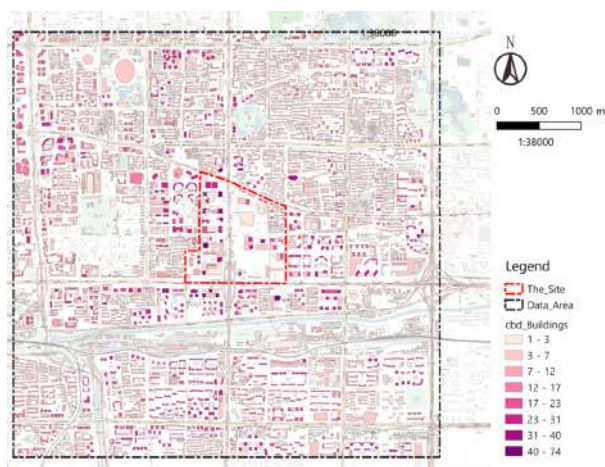 1:38000
N
0 500 1000 m
1:38000
Legend
The_Site
Data_Area
cbd_Buildings
1 - 3
3 - 7
7 - 12
12 - 17
17 - 23
23 - 31
31 - 40
40 - 74